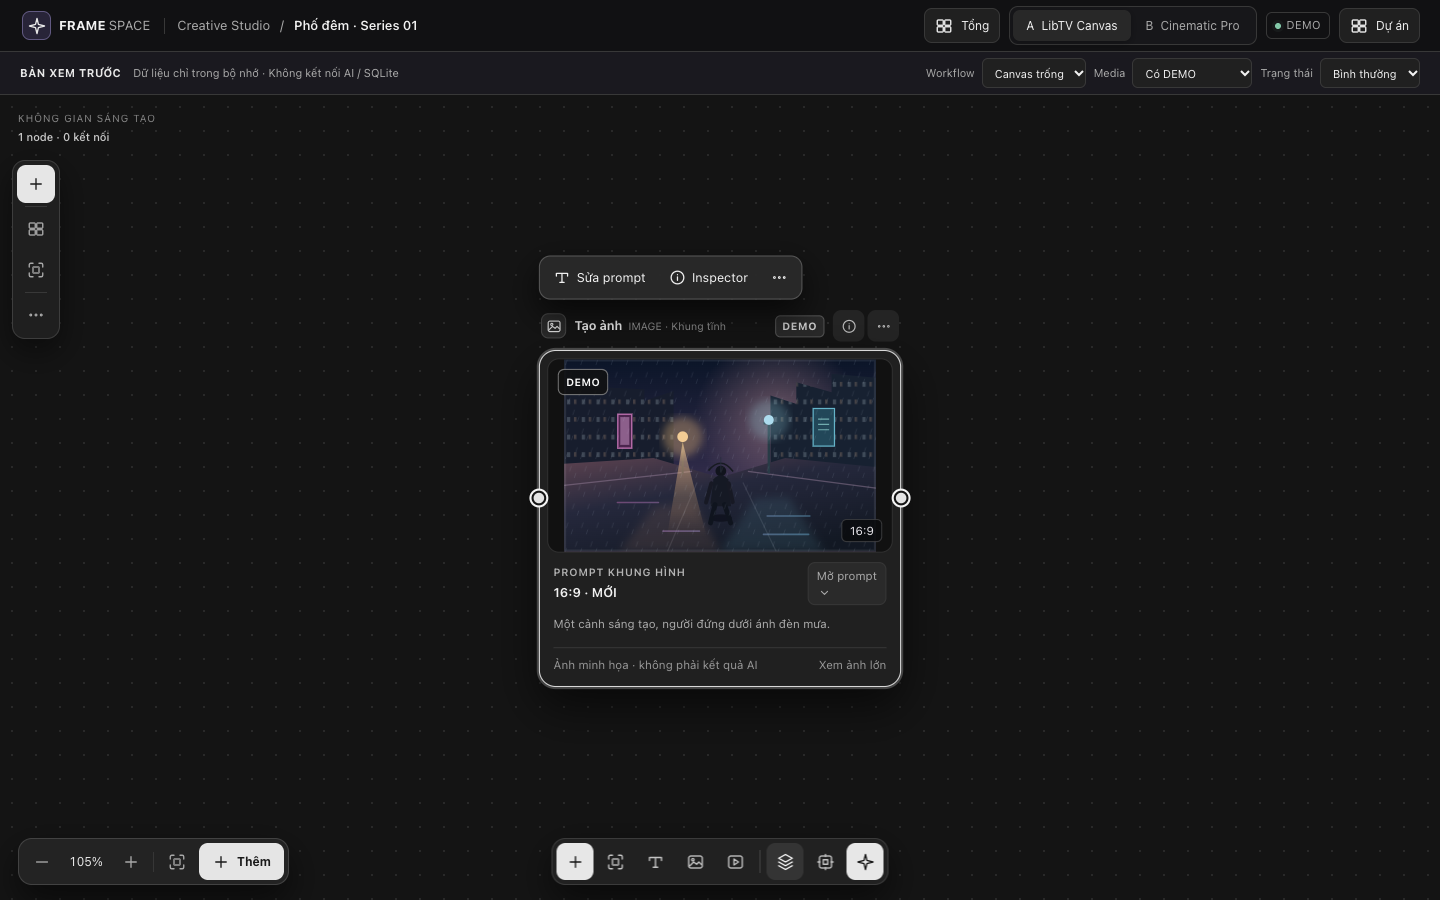 FRAME SPACE
Creative Studio / Phố đêm · Series 01
Tổng
A LibTV Canvas
B Cinematic Pro
DEMO
Dự án
BẢN XEM TRƯỚC
Dữ liệu chỉ trong bộ nhớ · Không kết nối AI / SQLite
Workflow
Canvas trống
Media
Có DEMO
Trạng thái
Bình thường
KHÔNG GIAN SÁNG TẠO
1 node · 0 kết nối
Sửa prompt
Inspector
Tạo ảnh
IMAGE · Khung tĩnh
DEMO
DEMO
16:9
PROMPT KHUNG HÌNH
16:9 · MỚI
Mở prompt
Một cảnh sáng tạo, người đứng dưới ánh đèn mưa.
Ảnh minh họa · không phải kết quả AI
Xem ảnh lớn
105%
Thêm